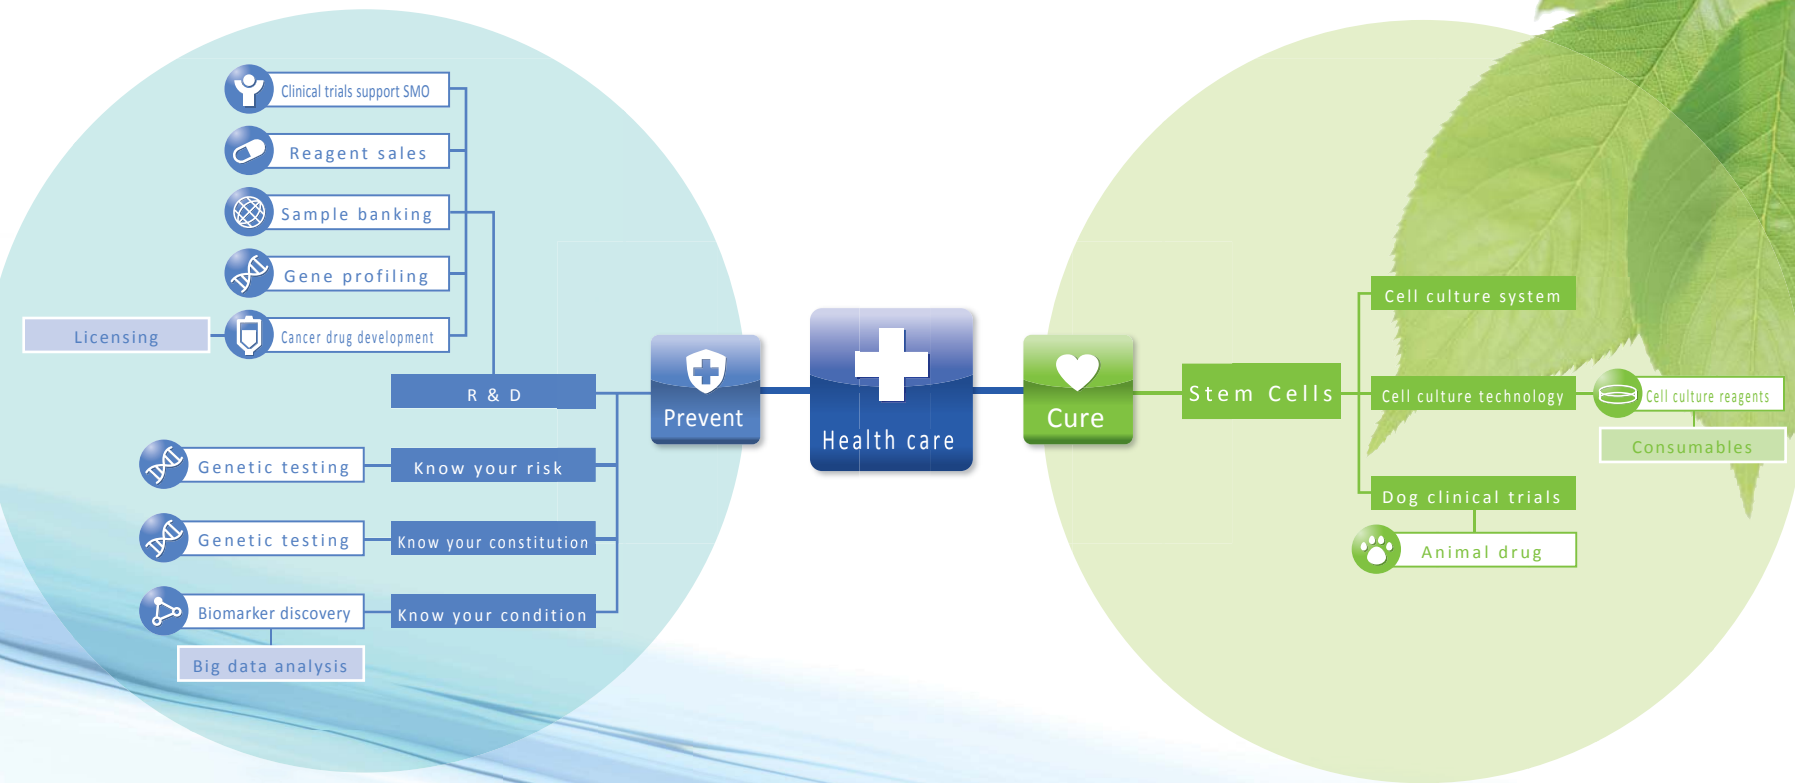 Clinical trials support SMO
Reagent sales
Sample banking
Gene profiling
Licensing
Cancer drug development
R & D
Genetic testing
Know your risk
Genetic testing
Know your constitution
Biomarker discovery
Know your condition
Big data analysis
Prevent
Health care
Cure
Stem Cells
Cell culture system
Cell culture technology
Cell culture reagents
Consumables
Dog clinical trials
Animal drug